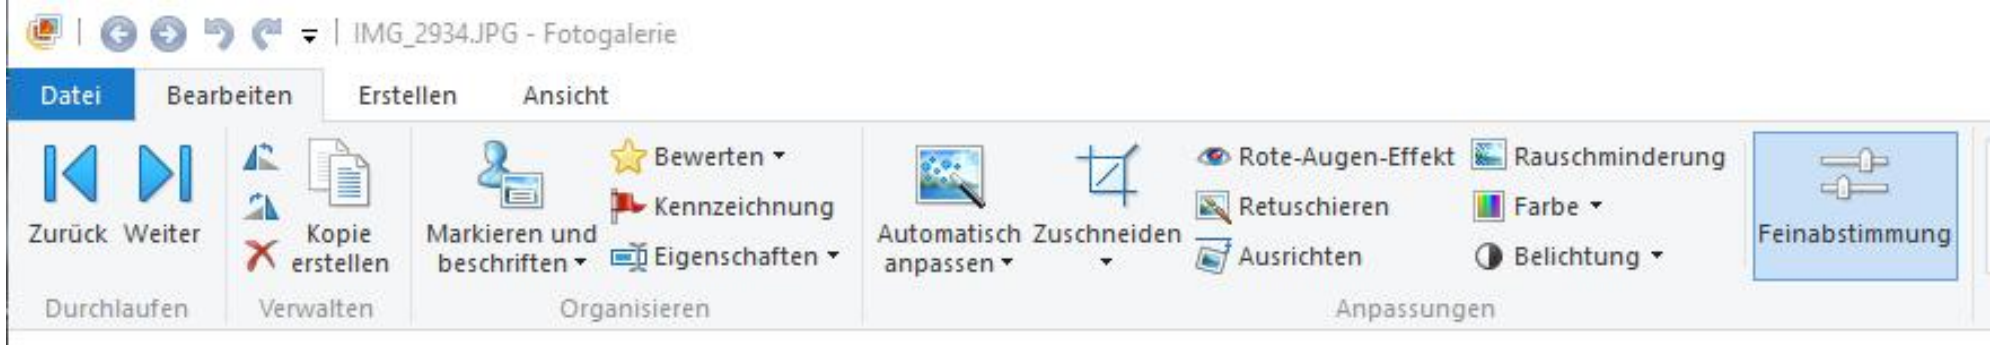 IMG_2934.JPG - Fotogalerie
Datei Bearbeiten Erstellen Ansicht
Zurück Weiter
Kopie
erstellen
Markieren und
beschriften
Bewerten
Kennzeichnung
Eigenschaften
Automatisch
anpassen
Zuschneiden
Rote-Augen-Effekt
Retuschieren
Ausrichten
Rauschminderung
Farbe
Belichtung
Feinabstimmung
Durchlaufen Verwalten Organisieren Anpassungen